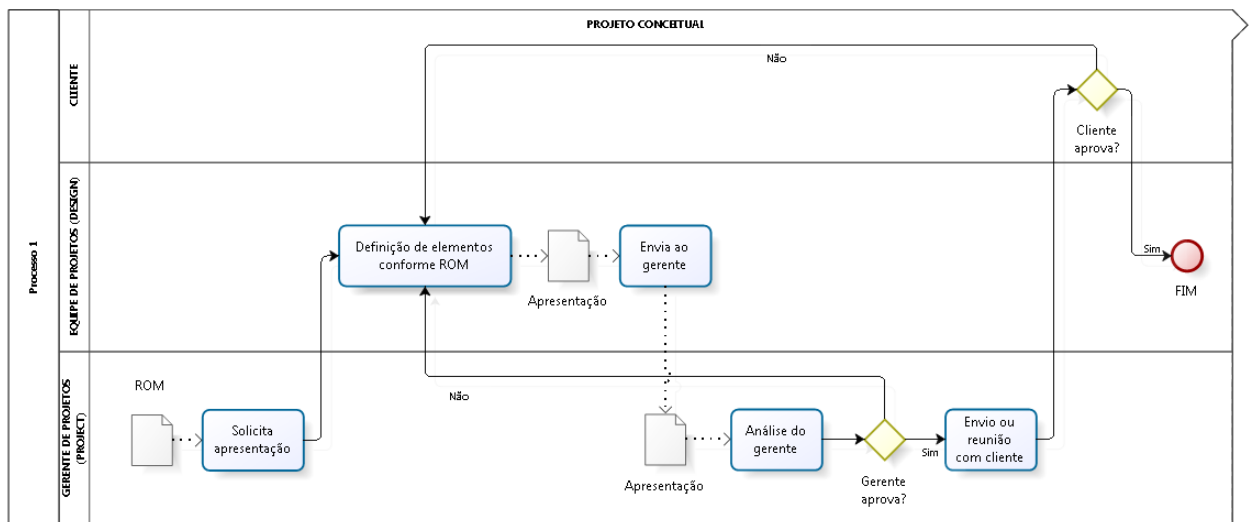 PROJETO CONCEITUAL
Processo 1
CLIENTE
Não
Cliente
aprova?
EQUIPE DE PROJETOS (DESIGN)
Definição de elementos
conforme ROM
Apresentação
Envia ao
gerente
Sim
FIM
GERENTE DE PROJETOS
(PROJECT)
ROM
Solicita
apresentação
Não
Apresentação
Análise do
gerente
Gerente
aprova?
Sim
Envio ou
reunião
com cliente